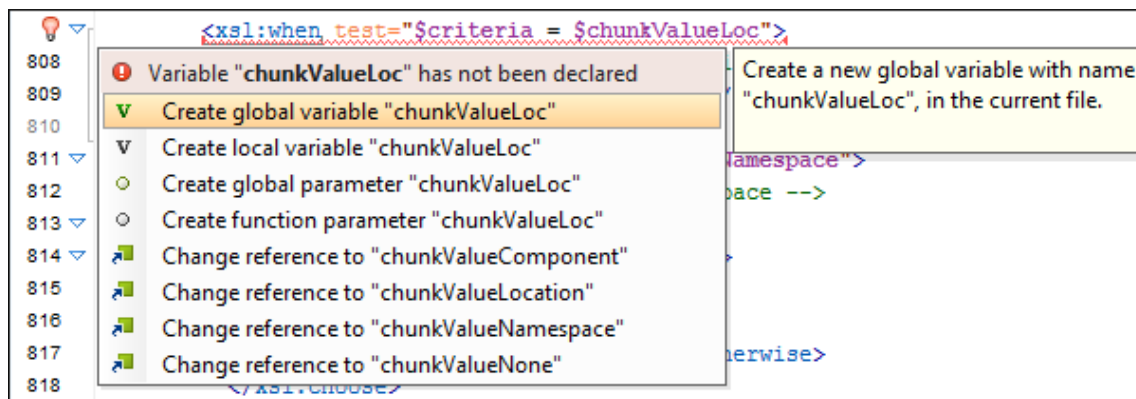 <xsl:when test="$criteria = $chunkValueLoc">
808
Variable "chunkValueLoc" has not been declared
Create a new global variable with name
809
Create global variable "chunkValueLoc"
"chunkValueLoc", in the current file.
810
Create local variable "chunkValueLoc"
811
Namespace">
Create global parameter "chunkValueLoc"
812
pace -->
813
Create function parameter "chunkValueLoc"
814
Change reference to "chunkValueComponent"
815
Change reference to "chunkValueLocation"
816
Change reference to "chunkValueNamespace"
817
herwise>
Change reference to "chunkValueNone"
818
</xsl:choose>